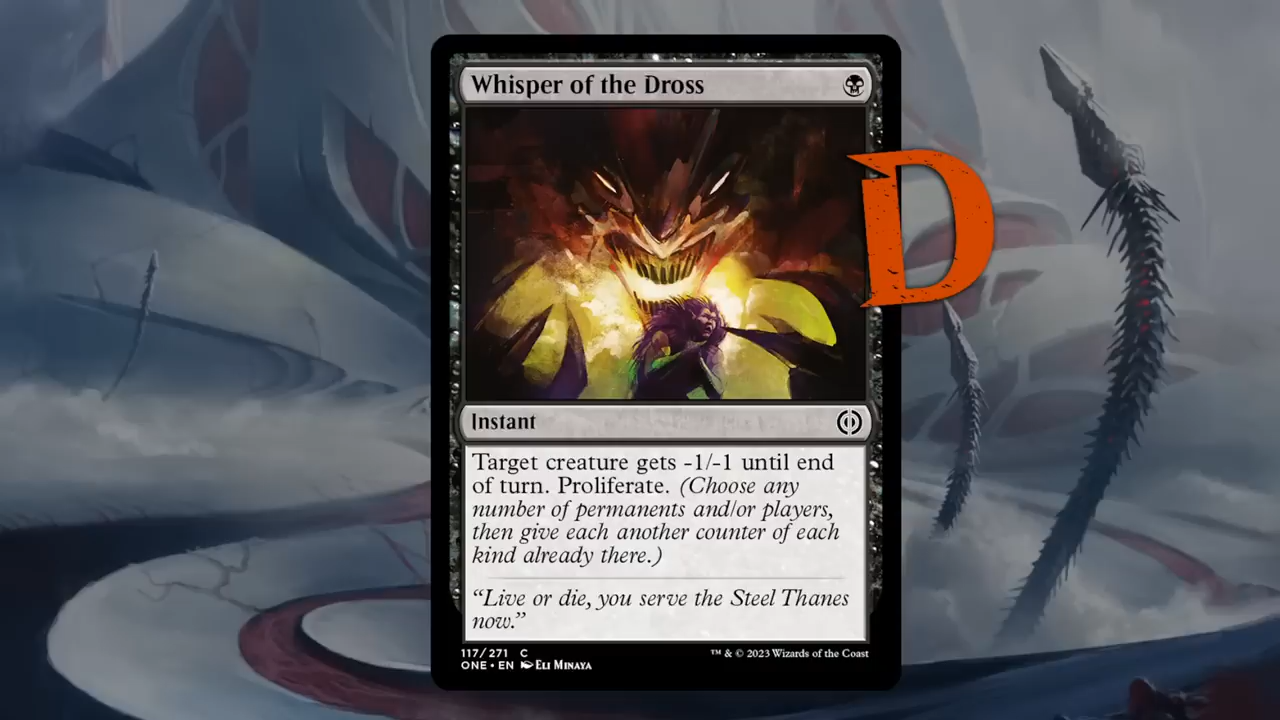 Whisper of the Dross
D
Instant
Target creature gets -1/-1 until end
of turn. Proliferate. (Choose any
number of permanents and/or players,
then give each another counter of each
kind already there.)
“Live or die, you serve the Steel Thanes
now.”
117/271 C
ONE • EN Eli Minaya
™ & © 2023 Wizards of the Coast